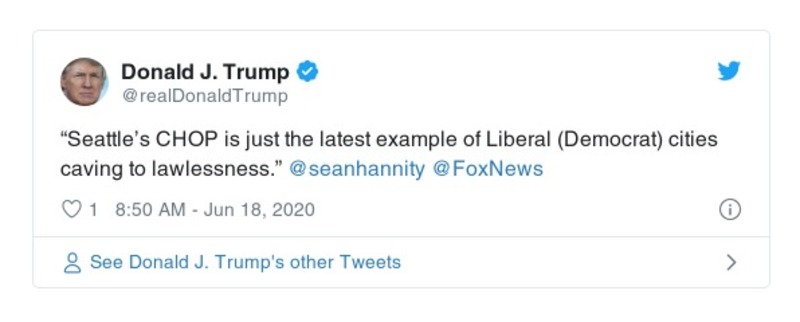 Donald J. Trump
@realDonaldTrump
“Seattle’s CHOP is just the latest example of Liberal (Democrat) cities
caving to lawlessness.” @seanhannity @FoxNews
1 8:50 AM - Jun 18, 2020
See Donald J. Trump's other Tweets